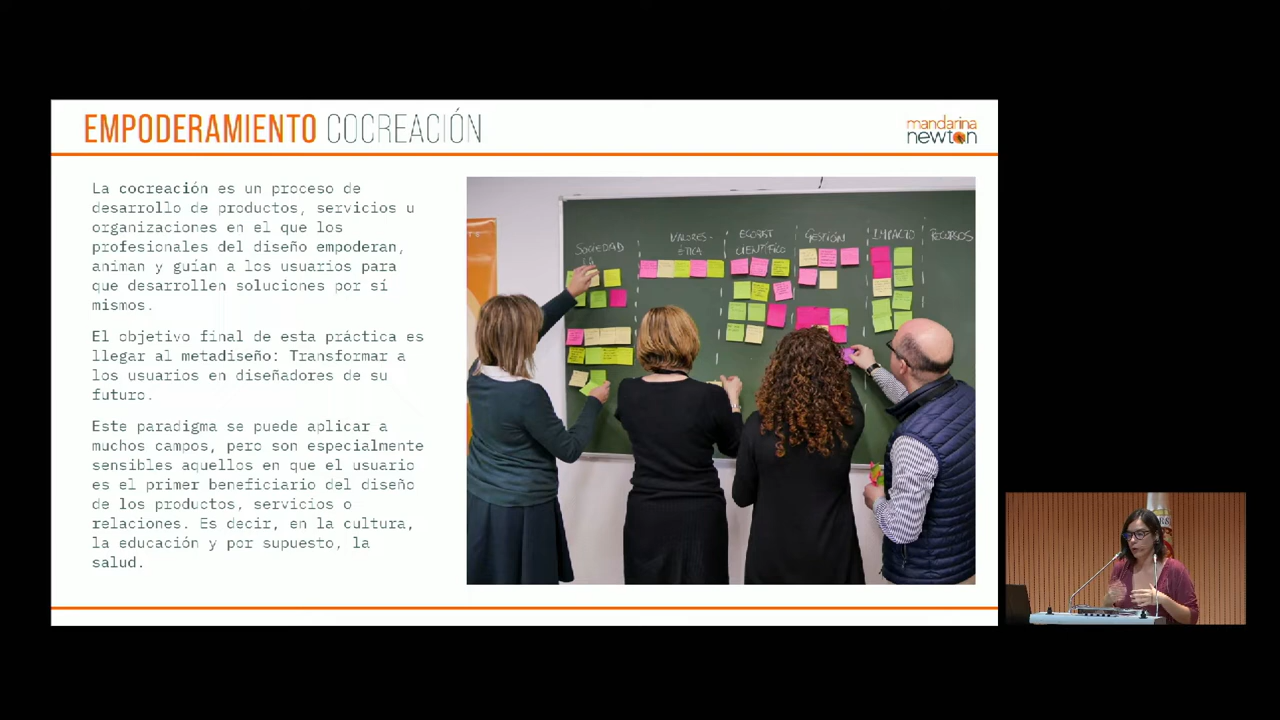 EMPODERAMIENTO COCREACIÓN
mandarina
newton
La cocreación es un proceso de
desarrollo de productos, servicios u
organizaciones en el que los
profesionales del diseño empoderan,
animan y guían a los usuarios para
que desarrollen soluciones por sí
mismos.
El objetivo final de esta práctica es
llegar al metadiseño: Transformar a
los usuarios en diseñadores de su
futuro.
Este paradigma se puede aplicar a
muchos campos, pero son especialmente
sensibles aquellos en que el usuario
es el primer beneficiario del diseño
de los productos, servicios o
relaciones. Es decir, en la cultura,
la educación y por supuesto, la
salud.
SOCIEDAD
VALORES-
ÉTICA
ECOSIST
CIENTÍFICO
GESTIÓN
IMPACTO
RECURSOS